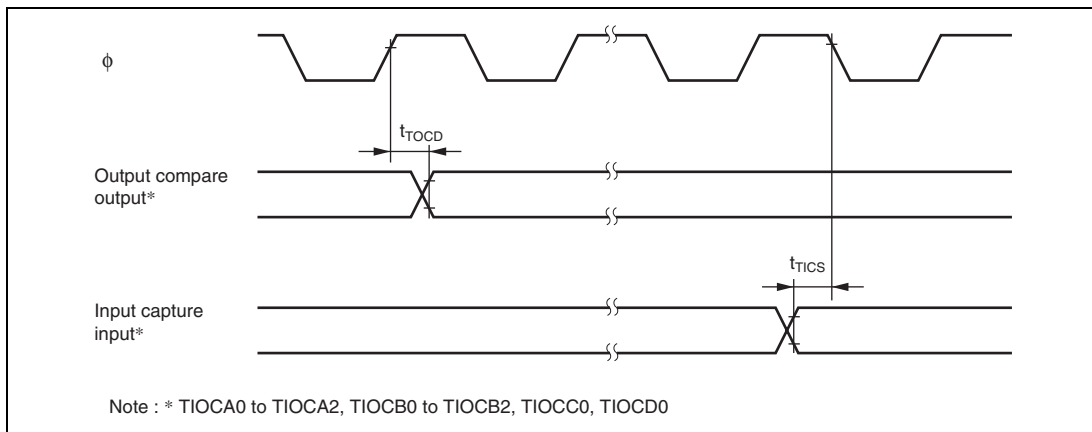 ϕ
tTOCD
Output compare
output*
tTICS
Input capture
input*
Note : * TIOCA0 to TIOCA2, TIOCB0 to TIOCB2, TIOCC0, TIOCD0